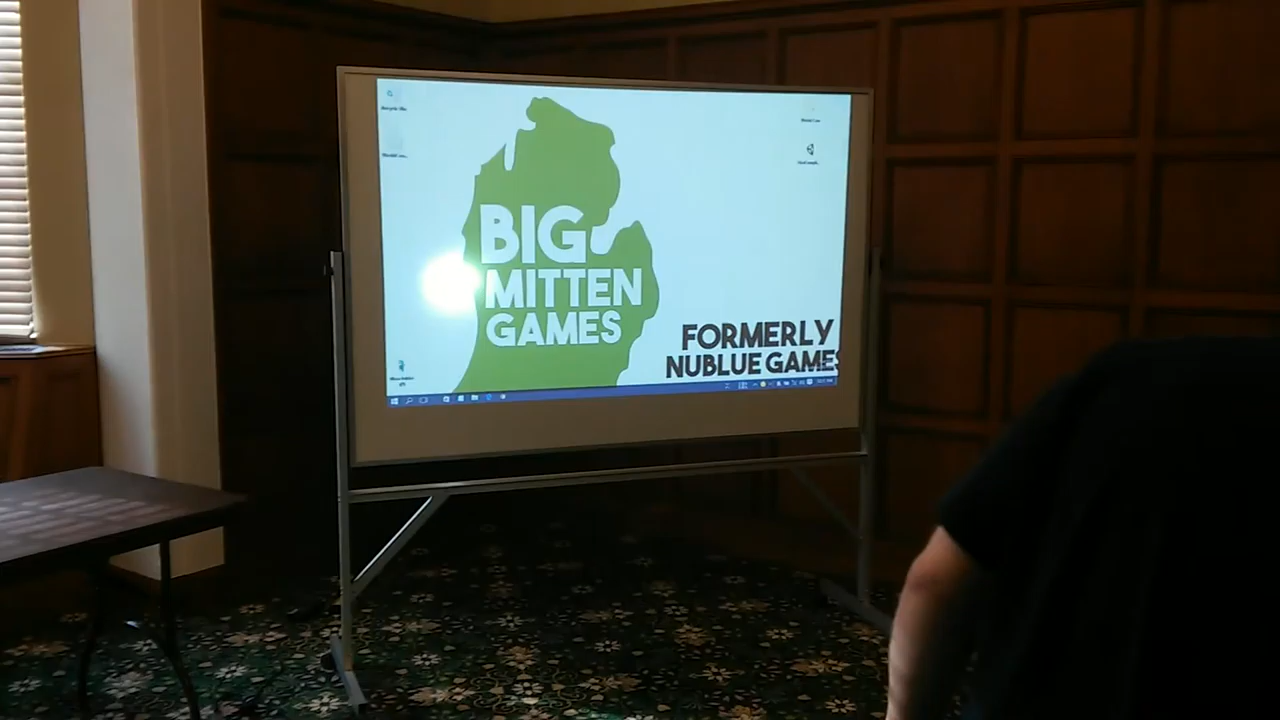 BIG
MITTEN
GAMES
FORMERLY
NUBLUE GAMES